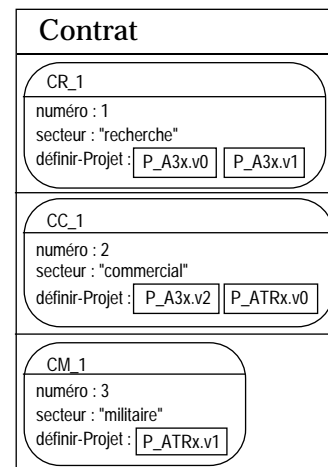 Contrat
CR_1
numéro : 1
secteur : "recherche"
définir-Projet : P_A3x.v0 P_A3x.v1
CC_1
numéro : 2
secteur : "commercial"
définir-Projet : P_A3x.v2 P_ATRx.v0
CM_1
numéro : 3
secteur : "militaire"
définir-Projet : P_ATRx.v1